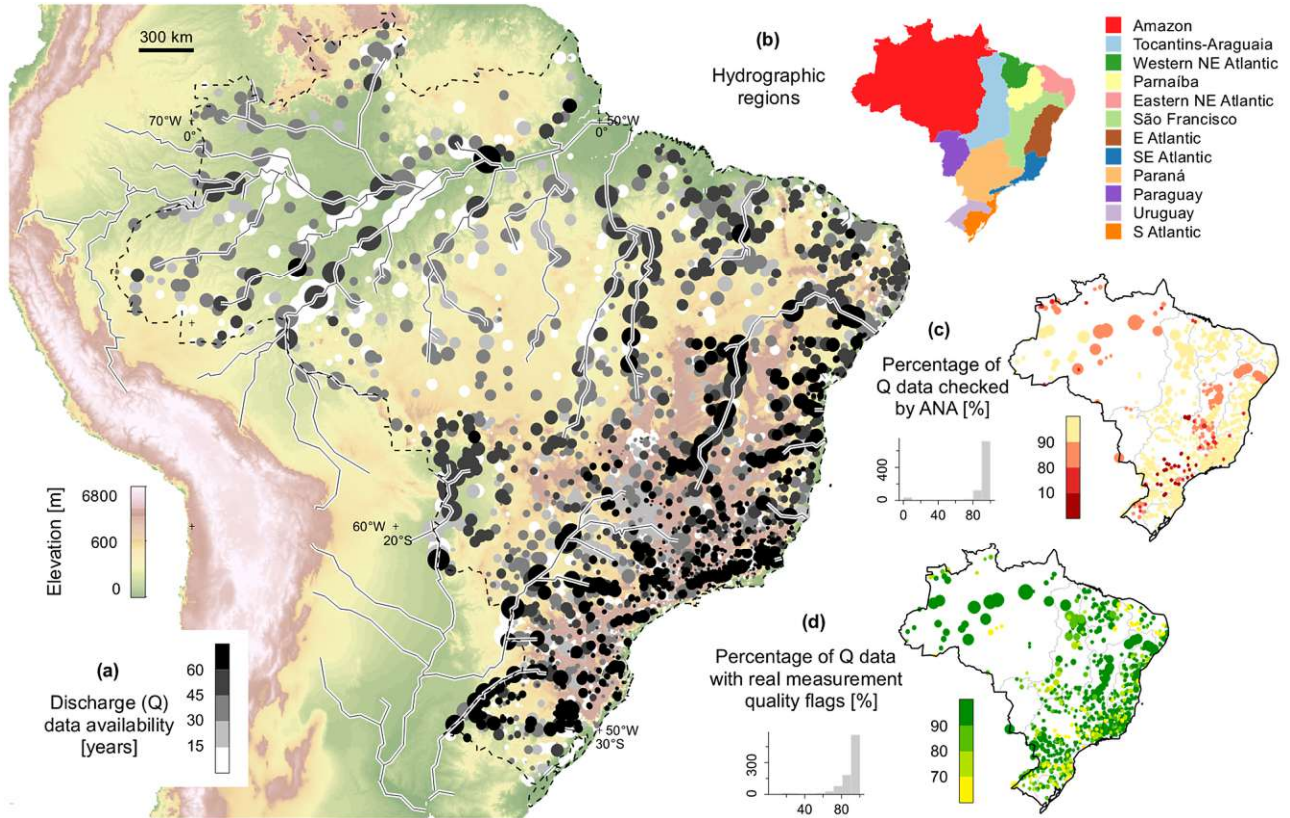 300 km
70°W
0°
50°W
0°
60°W
20°S
50°W
30°S
Elevation [m]
6800
600
0
(a)
Discharge (Q)
data availability
[years]
60
45
30
15
(b)
Hydrographic
regions
Amazon
Tocantins-Araguaia
Western NE Atlantic
Parnaíba
Eastern NE Atlantic
São Francisco
E Atlantic
SE Atlantic
Paraná
Paraguay
Uruguay
S Atlantic
(c)
Percentage of
Q data checked
by ANA [%]
0 400
0 40 80
90
80
10
(d)
Percentage of Q data
with real measurement
quality flags [%]
0 300
40 80
90
80
70